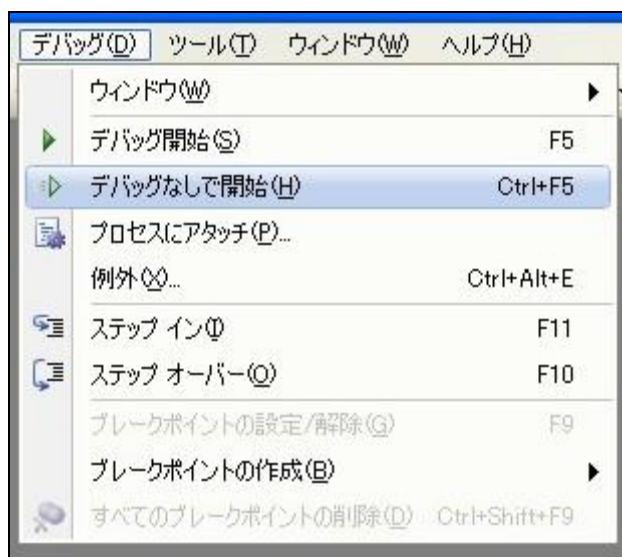 デバッグ(D) ツール(T) ウィンドウ(W) ヘルプ(H)
ウィンドウ(W)
デバッグ開始(S) F5
デバッグなしで開始(H) Ctrl+F5
プロセスにアタッチ(P)...
例外(X)... Ctrl+Alt+E
ステップ イン(I) F11
ステップ オーバー(O) F10
ブレークポイントの設定/解除(G) F9
ブレークポイントの作成(B)
すべてのブレークポイントの削除(D) Ctrl+Shift+F9